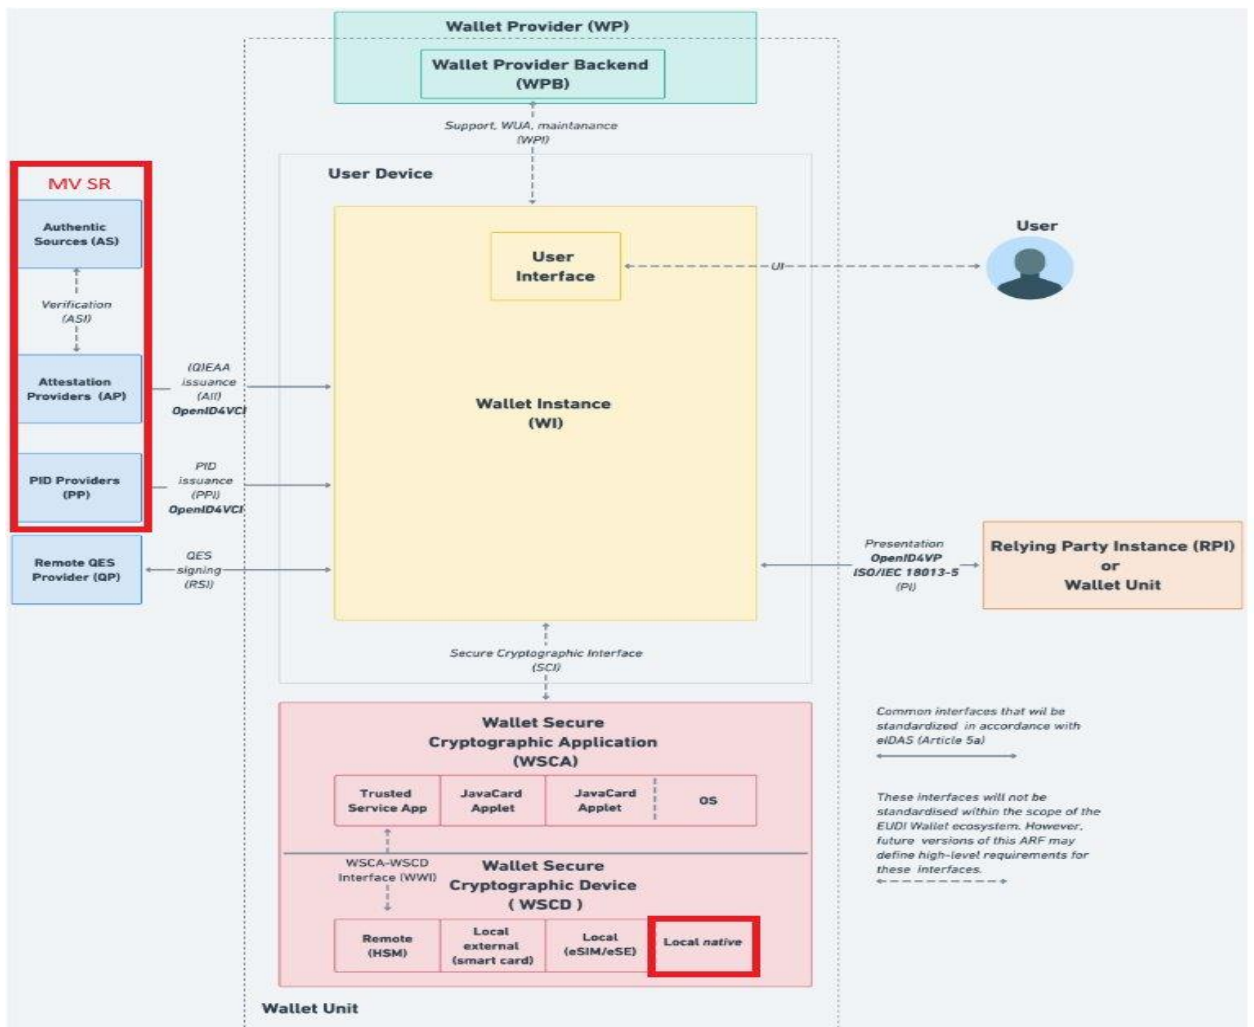 Wallet Provider (WP)
Wallet Provider Backend
(WPB)
Support, WUA, maintanance
(WPI)
User Device
MV SR
Authentic
Sources (AS)
Verification
(ASI)
Attestation
Providers (AP)
(Q)EAA
issuance
(AII)
OpenID4VCI
PID Providers
(PP)
PID
issuance
(PPI)
OpenID4VCI
Remote QES
Provider (QP)
QES
signing
(RSI)
User
Interface
UI
User
Wallet Instance
(WI)
Presentation
OpenID4VP
ISO/IEC 18013-5
(PI)
Relying Party Instance (RPI)
or
Wallet Unit
Secure Cryptographic Interface
(SCI)
Wallet Secure
Cryptographic Application
(WSCA)
Trusted
Service App
JavaCard
Applet
JavaCard
Applet
OS
WSCA-WSCD
Interface (WWI)
Wallet Secure
Cryptographic Device
( WSCD )
Remote
(HSM)
Local
external
(smart card)
Local
(eSIM/eSE)
Local native
Wallet Unit
Common interfaces that wil be
standardized in accordance with
eIDAS (Article 5a)
These interfaces will not be
standardised within the scope of the
EUDI Wallet ecosystem. However,
future versions of this ARF may
define high-level requirements for
these interfaces.